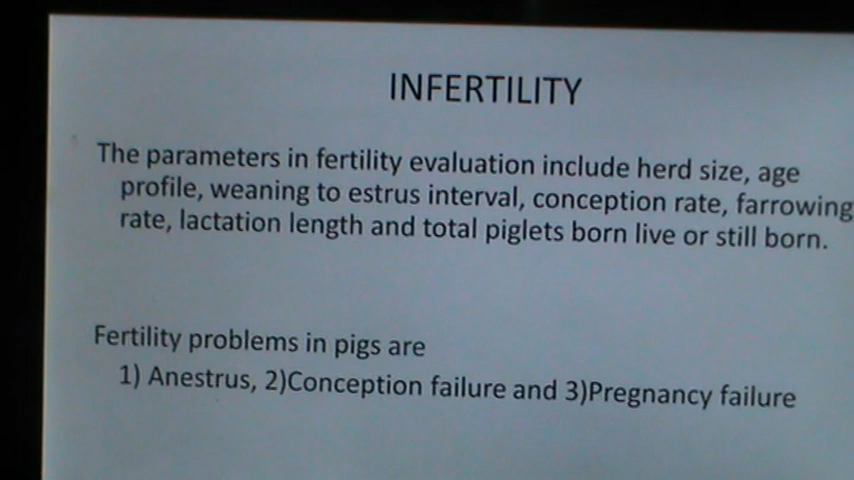 INFERTILITY
The parameters in fertility evaluation include herd size, age
profile, weaning to estrus interval, conception rate, farrowing
rate, lactation length and total piglets born live or still born.
Fertility problems in pigs are
1) Anestrus, 2)Conception failure and 3)Pregnancy failure